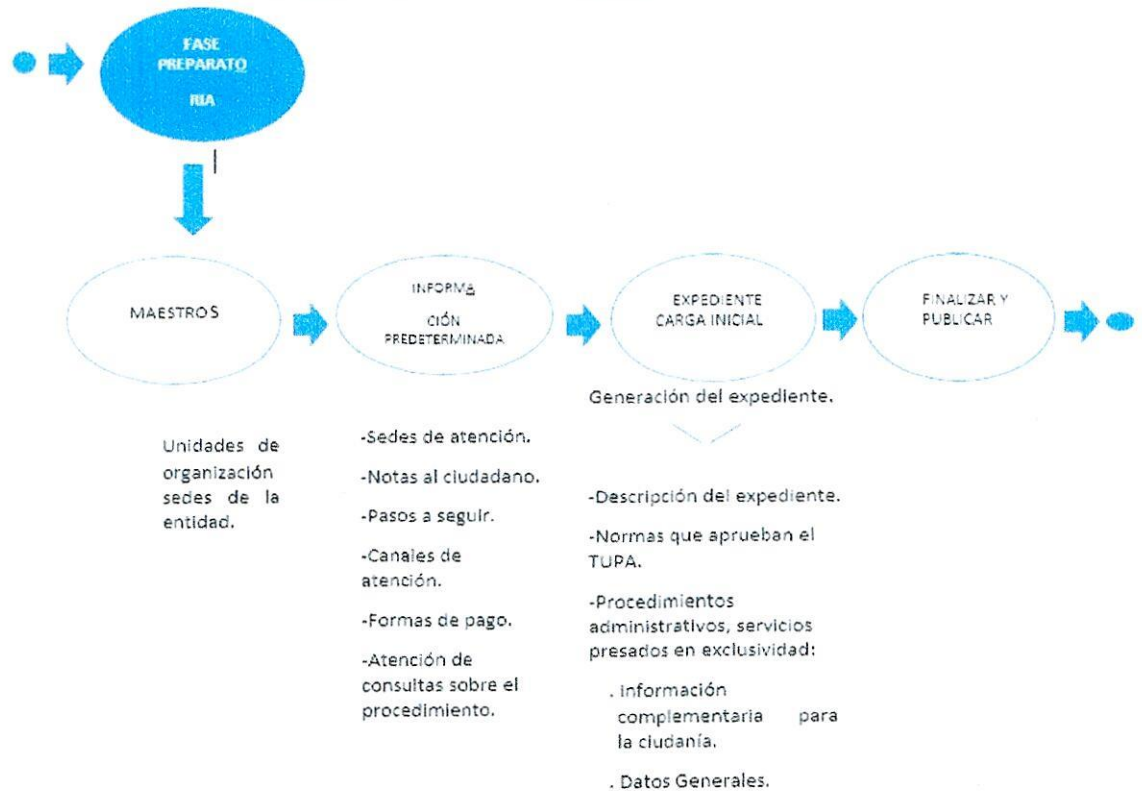 FASE
PREPARATO
RIA
MAESTROS
INFORMA
CIÓN
PREDETERMINADA
EXPEDIENTE
CARGA INICIAL
FINALIZAR Y
PUBLICAR
Unidades de
organización
sedes de la
entidad.
-Sedes de atención.
-Notas al ciudadano.
-Pasos a seguir.
-Canales de
atención.
-Formas de pago.
-Atención de
consultas sobre el
procedimiento.
Generación del expediente.
-Descripción del expediente.
-Normas que aprueban el
TUPA.
-Procedimientos
administrativos, servicios
presados en exclusividad:
. Información
complementaria para
la ciudanía.
. Datos Generales.